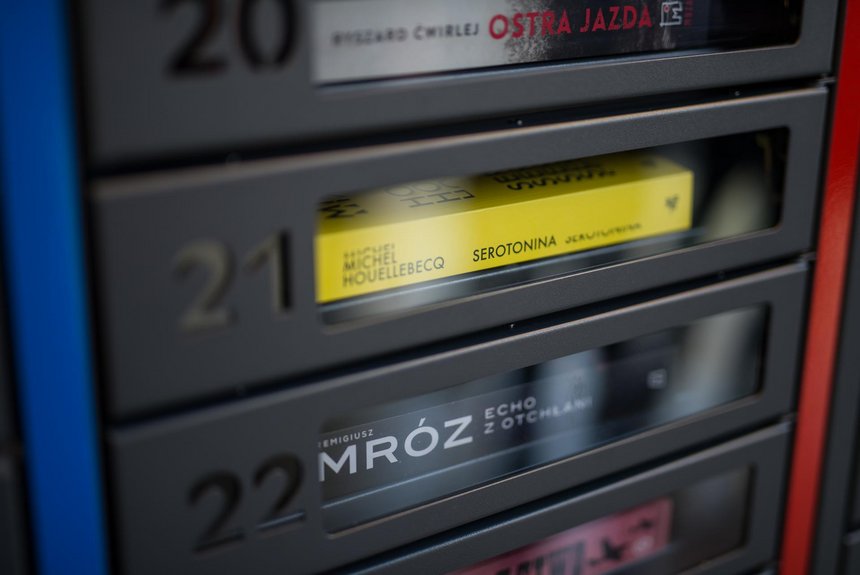 20
RYSZARD ĆWIRLEJ OSTRA JAZDA
21
MICHEL
HOUELLEBECQ
SEROTONINA SEROTONINA
22
REMIGIUSZ
MRÓZ
ECHO
Z OTCHŁANI